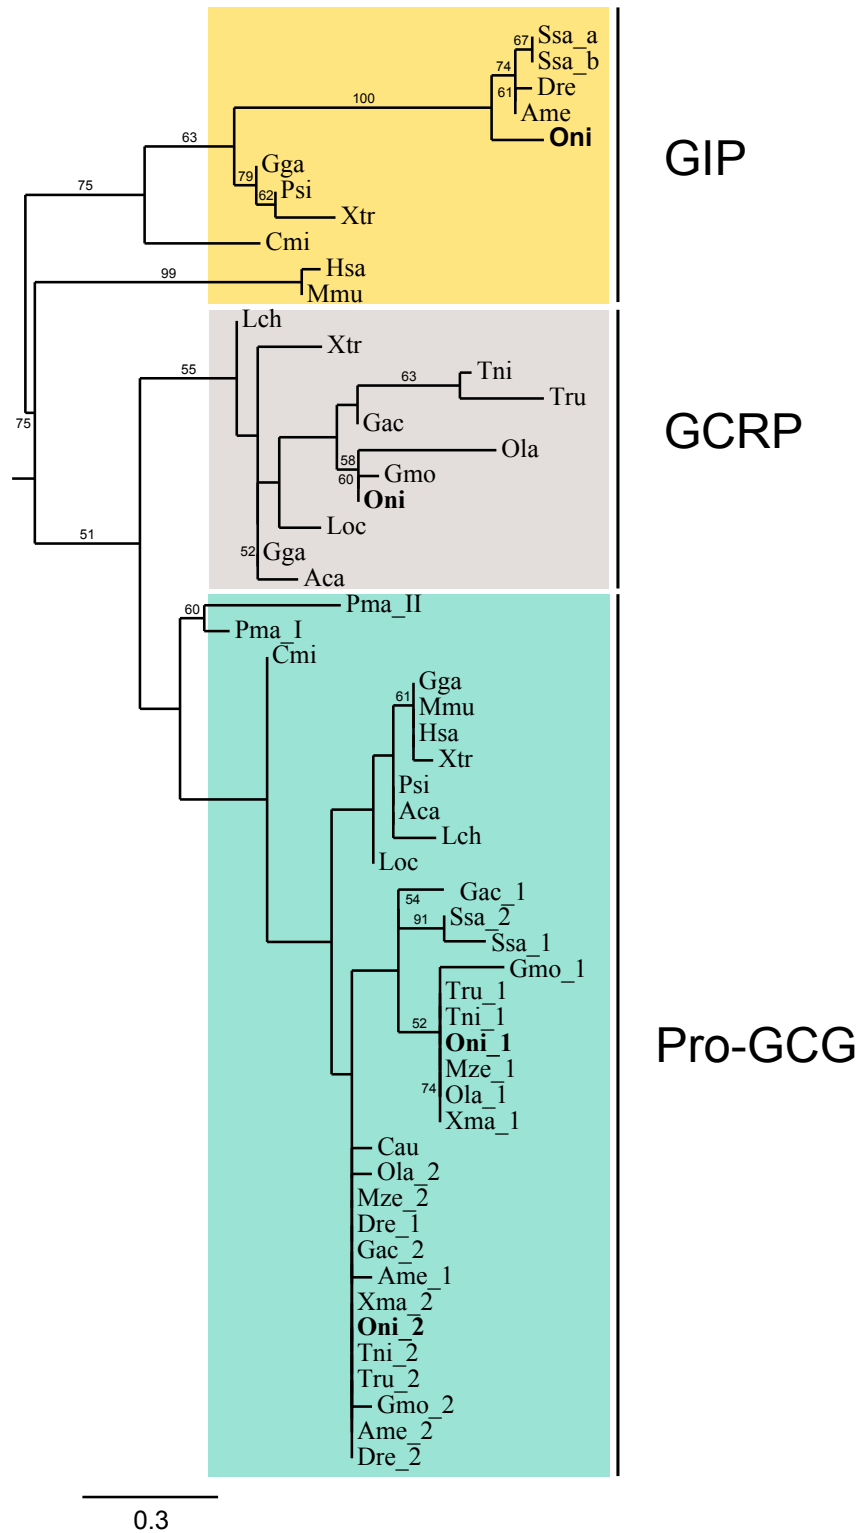 67 Ssa_a
Ssa_b
74
61 Dre
100
Ame
63
Oni
GIP
Gga
79
62 Psi
75
Xtr
Cmi
99 Hsa
Mmu
Lch
Xtr
55
63 Tni
Tru
75
Gac
GCRP
Ola
58
Gmo
60
Oni
Loc
51
52 Gga
Aca
60 Pma_II
Pma_I
Cmi
Gga
61
Mmu
Hsa
Xtr
Psi
Aca
Lch
Loc
Gac_1
54
91 Ssa_2
Ssa_1
Gmo_1
Tru_1
Tni_1
52
Oni_1
Pro-GCG
Mze_1
74
Ola_1
Xma_1
Cau
Ola_2
Mze_2
Dre_1
Gac_2
Ame_1
Xma_2
Oni_2
Tni_2
Tru_2
Gmo_2
Ame_2
Dre_2
0.3